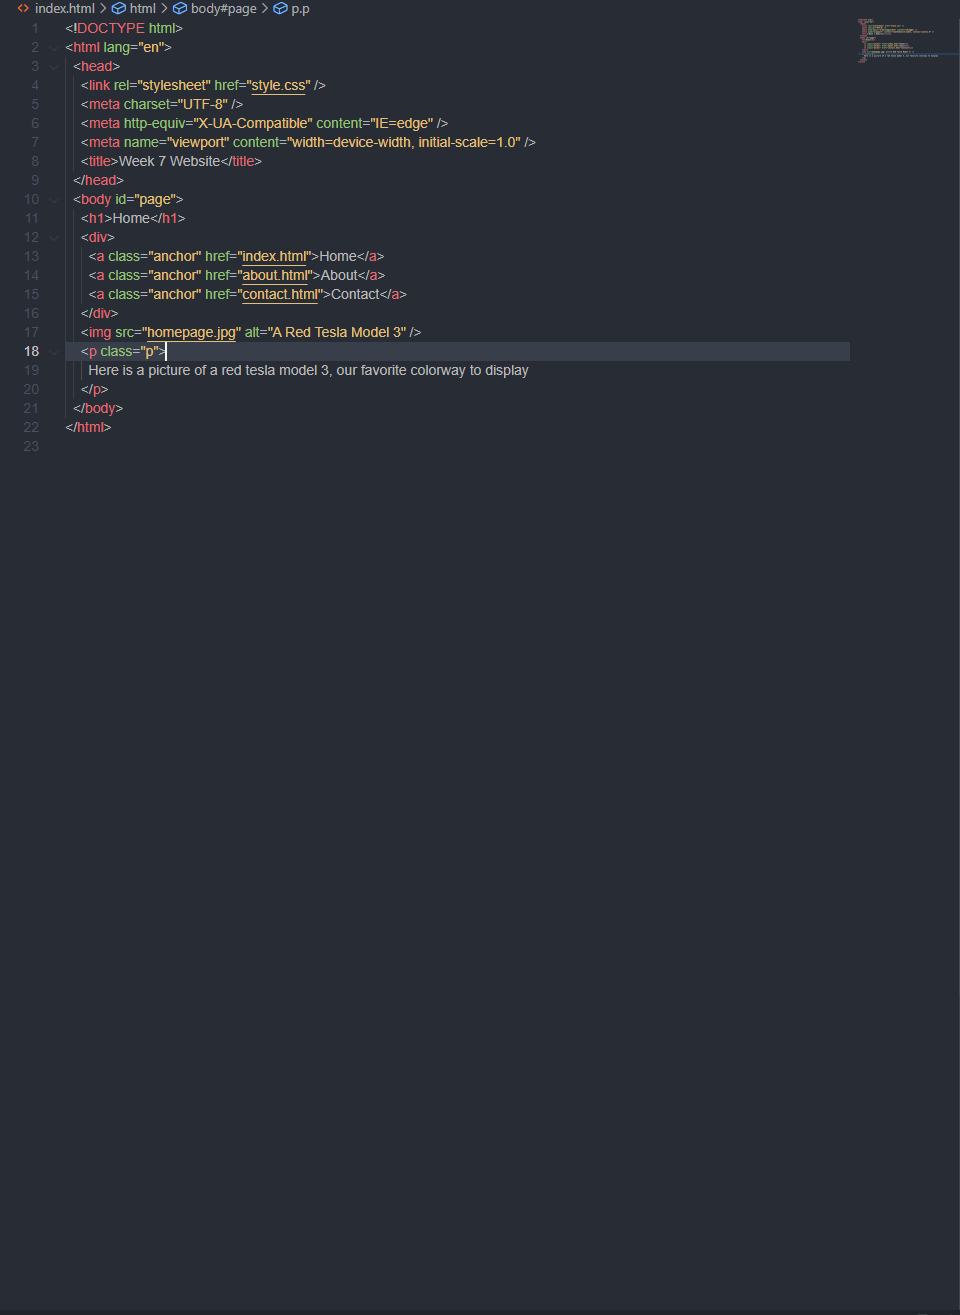 index.html > html > body#page > p.p
1 <!DOCTYPE html>
2 <html lang="en">
3 <head>
4 <link rel="stylesheet" href="style.css" />
5 <meta charset="UTF-8" />
6 <meta http-equiv="X-UA-Compatible" content="IE=edge" />
7 <meta name="viewport" content="width=device-width, initial-scale=1.0" />
8 <title>Week 7 Website</title>
9 </head>
10 <body id="page">
11 <h1>Home</h1>
12 <div>
13 <a class="anchor" href="index.html">Home</a>
14 <a class="anchor" href="about.html">About</a>
15 <a class="anchor" href="contact.html">Contact</a>
16 </div>
17 <img src="homepage.jpg" alt="A Red Tesla Model 3" />
18 <p class="p">
19 Here is a picture of a red tesla model 3, our favorite colorway to display
20 </p>
21 </body>
22 </html>
23